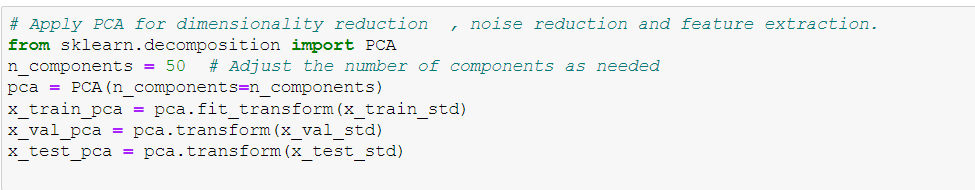 # Apply PCA for dimensionality reduction  , noise reduction and feature extraction.
from sklearn.decomposition import PCA
n_components = 50  # Adjust the number of components as needed
pca = PCA(n_components=n_components)
x_train_pca = pca.fit_transform(x_train_std)
x_val_pca = pca.transform(x_val_std)
x_test_pca = pca.transform(x_test_std)